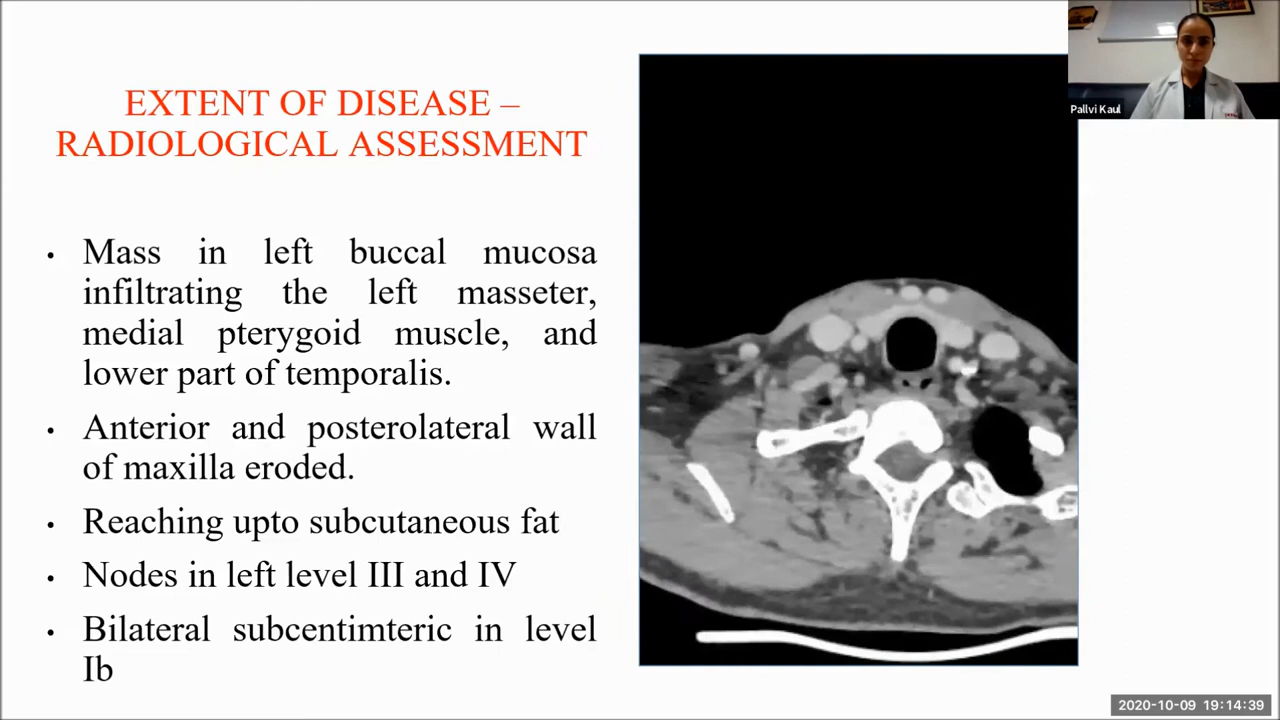 EXTENT OF DISEASE –
RADIOLOGICAL ASSESSMENT
• Mass in left buccal mucosa
infiltrating the left masseter,
medial pterygoid muscle, and
lower part of temporalis.
• Anterior and posterolateral wall
of maxilla eroded.
• Reaching upto subcutaneous fat
• Nodes in left level III and IV
• Bilateral subcentimteric in level
Ib
Pallvi Kaul
2020-10-09 19:14:39